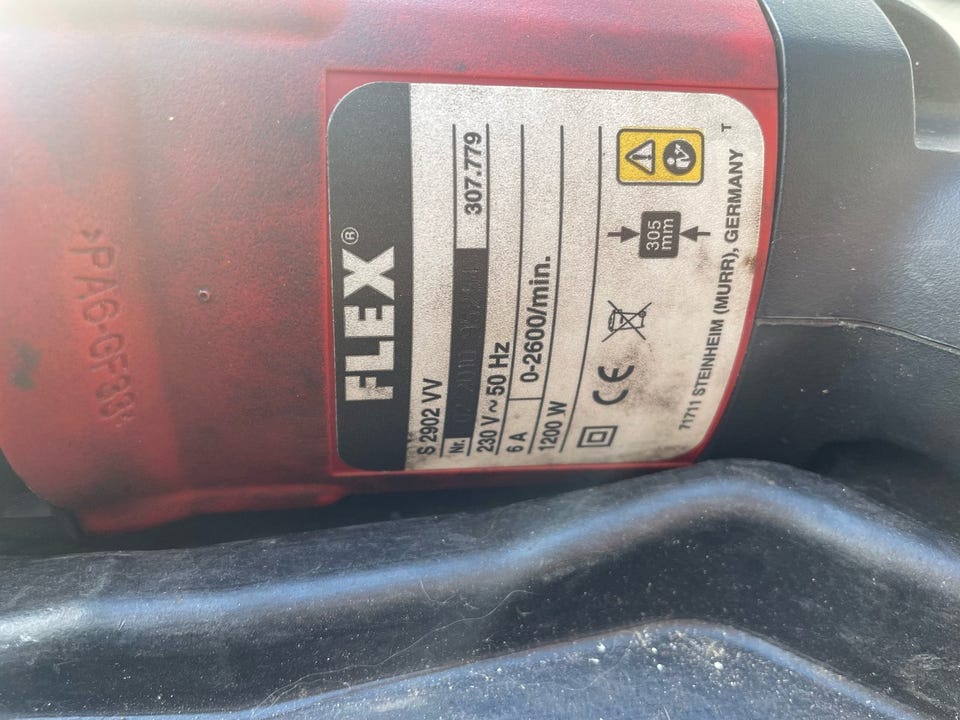 FLEX®
S 2902 VV
Nr.
307.779
230 V ~ 50 Hz
6 A
0-2600/min.
1200 W
CE
305
mm
71711 STEINHEIM (MURR), GERMANY
T
>PA6-GF33<